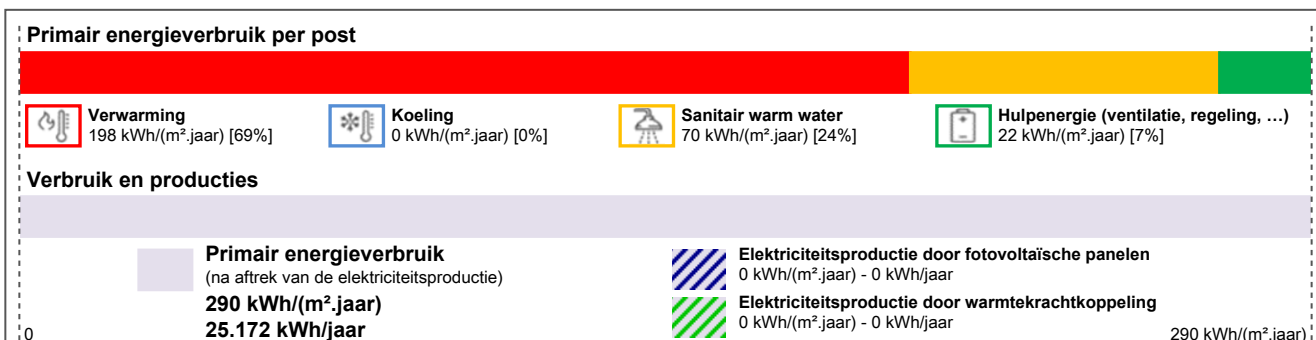 Primair energieverbruik per post
Verwarming
198 kWh/(m².jaar) [69%]
Koeling
0 kWh/(m².jaar) [0%]
Sanitair warm water
70 kWh/(m².jaar) [24%]
Hulpenergie (ventilatie, regeling, …)
22 kWh/(m².jaar) [7%]
Verbruik en producties
Primair energieverbruik
(na aftrek van de elektriciteitsproductie)
290 kWh/(m².jaar)
25.172 kWh/jaar
Elektriciteitsproductie door fotovoltaïsche panelen
0 kWh/(m².jaar) - 0 kWh/jaar
Elektriciteitsproductie door warmtekrachtkoppeling
0 kWh/(m².jaar) - 0 kWh/jaar
0
290 kWh/(m².jaar)